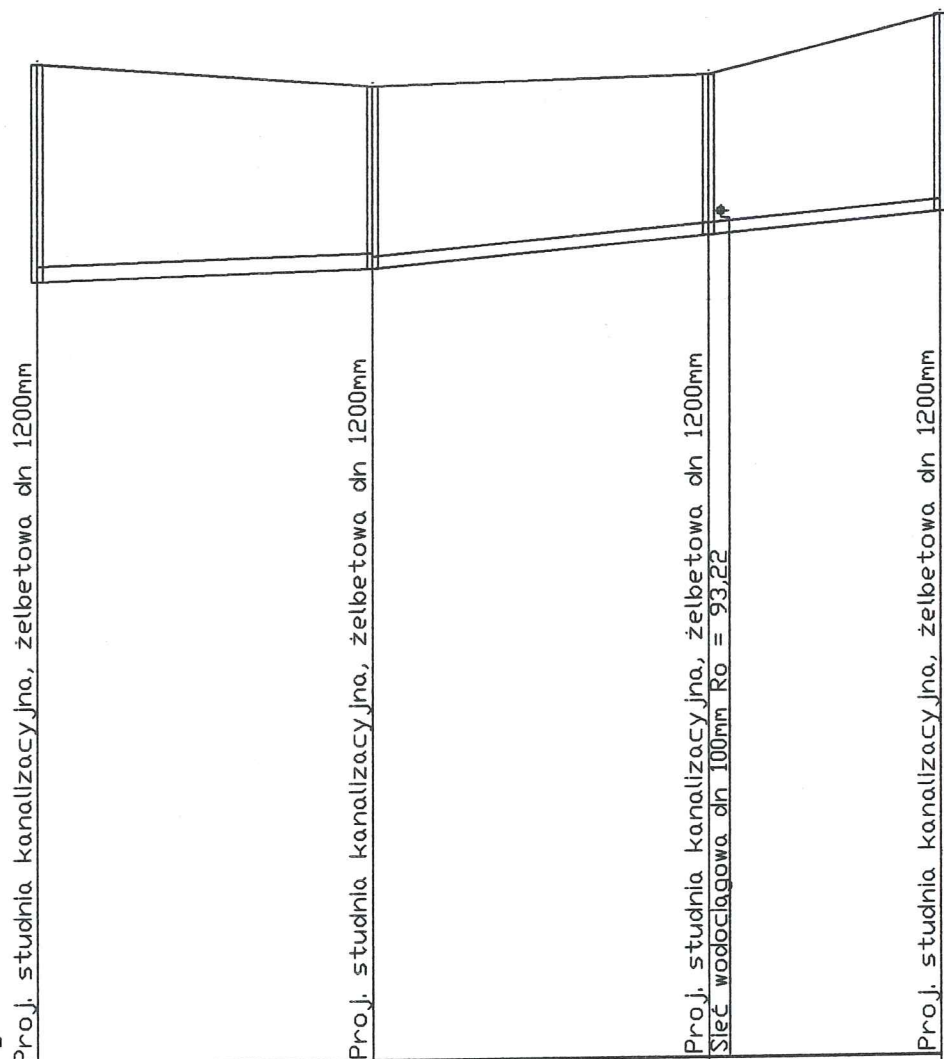 Proj. studnia kanalizacyjna, żelbetowa dn 1200mm
Proj. studnia kanalizacyjna, żelbetowa dn 1200mm
Proj. studnia kanalizacyjna, żelbetowa dn 1200mm
Sieć wodociągowa dn 100mm Ro = 93,22
Proj. studnia kanalizacyjna, żelbetowa dn 1200mm